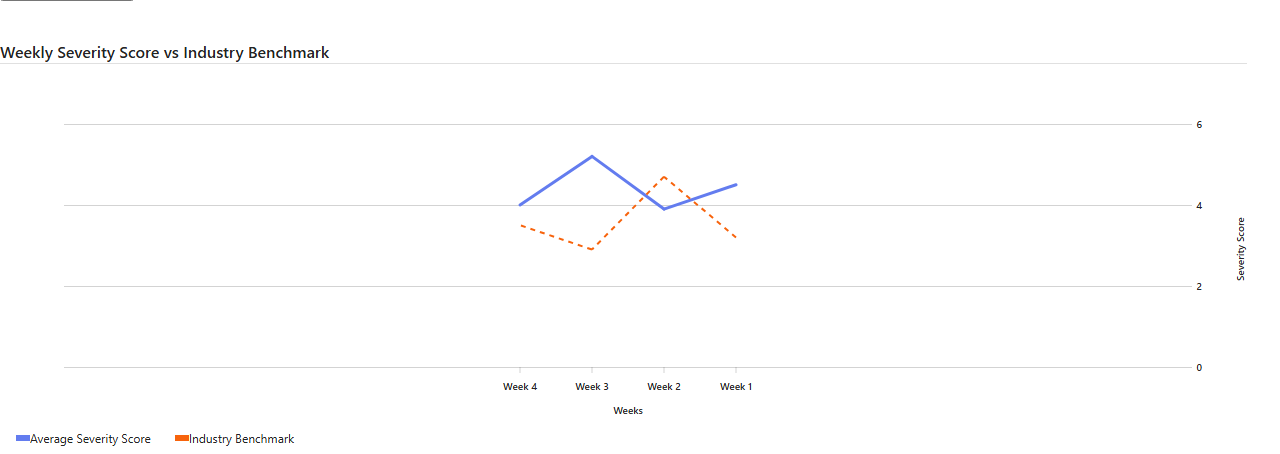 Weekly Severity Score vs Industry Benchmark
6
4
2
0
Severity Score
Week 4 Week 3 Week 2 Week 1
Weeks
Average Severity Score Industry Benchmark